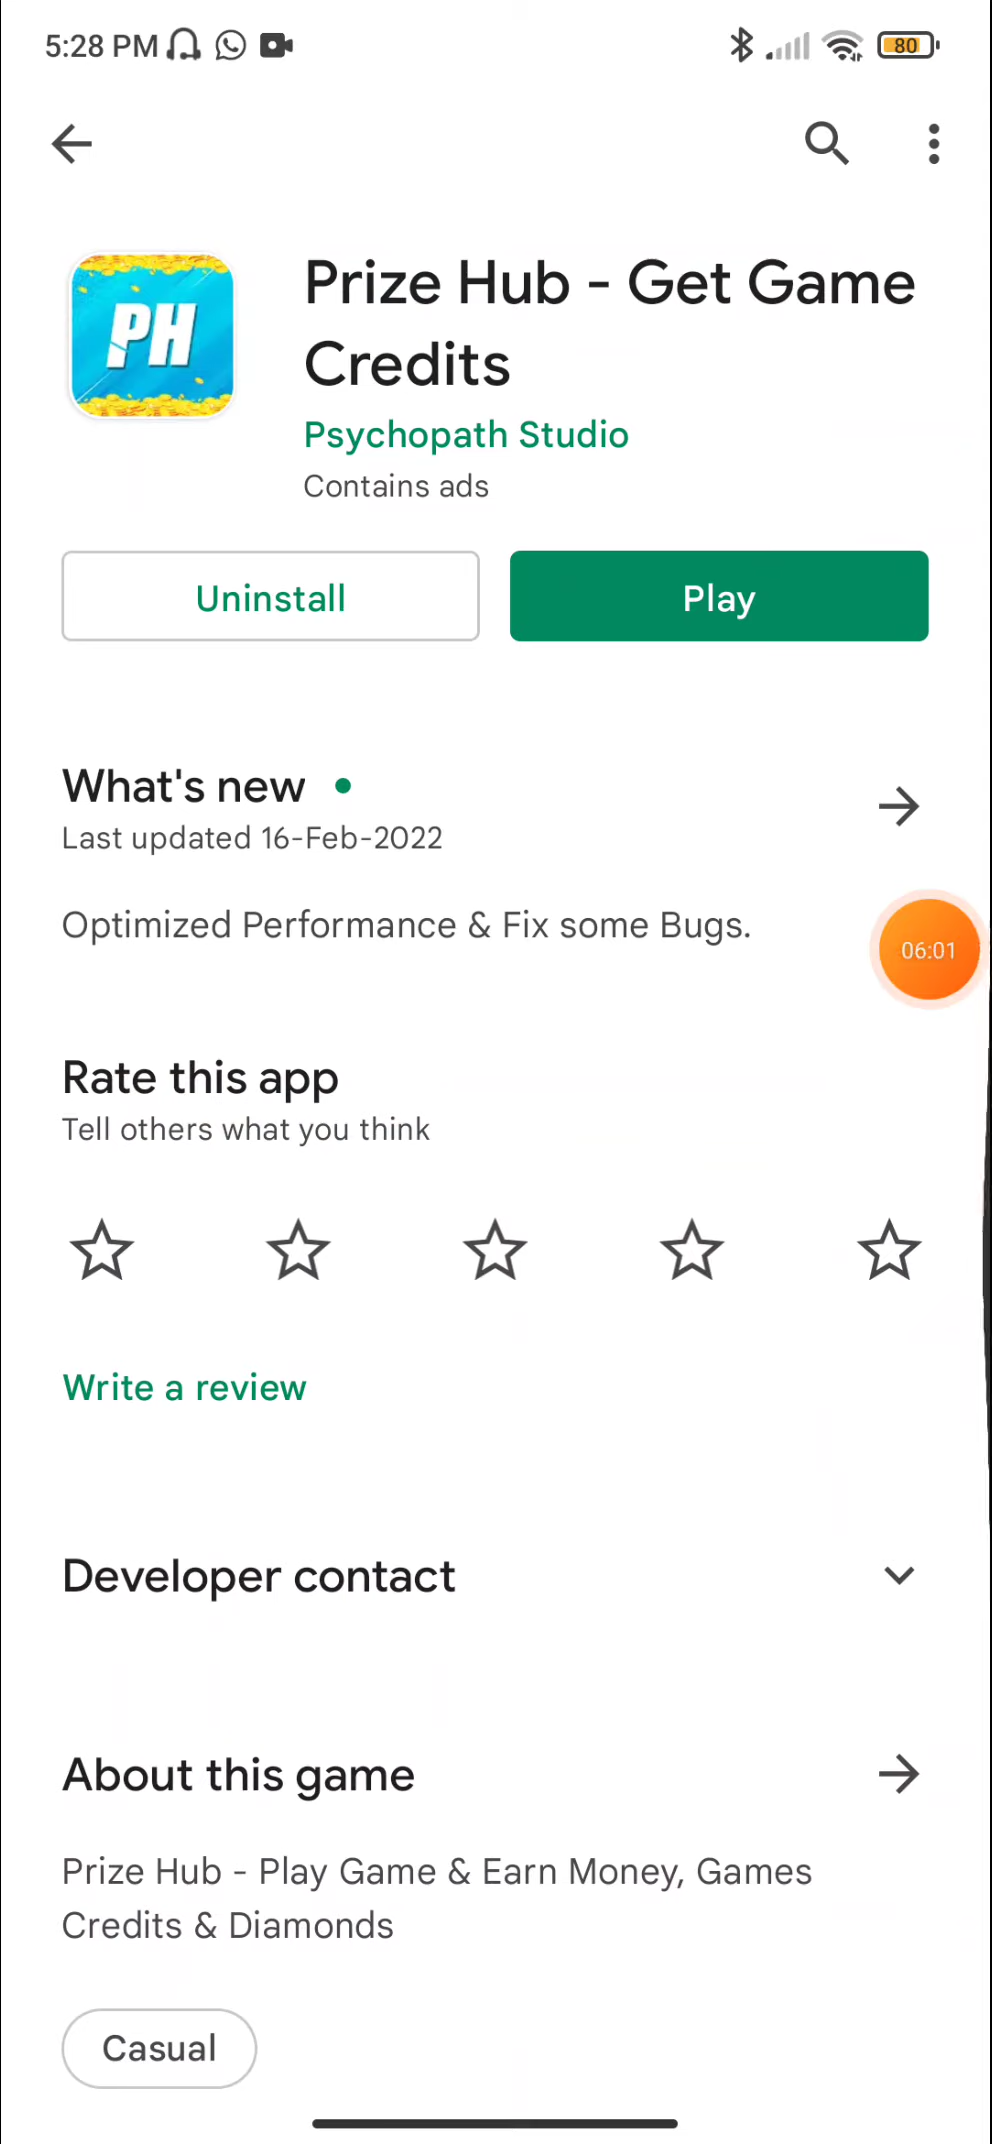 5:28 PM
80
PH
Prize Hub - Get Game
Credits
Psychopath Studio
Contains ads
Uninstall
Play
What's new
Last updated 16-Feb-2022
Optimized Performance & Fix some Bugs.
06:01
Rate this app
Tell others what you think
Write a review
Developer contact
About this game
Prize Hub - Play Game & Earn Money, Games
Credits & Diamonds
Casual